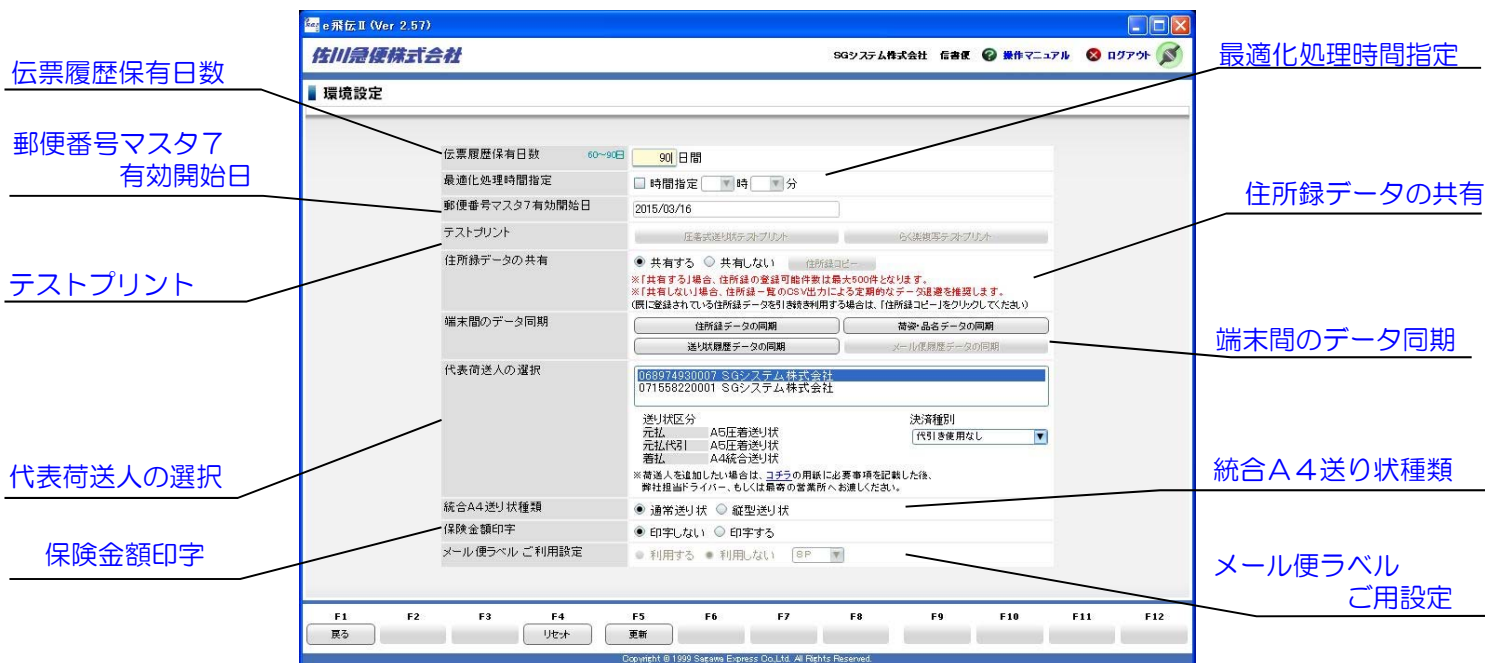 e飛伝Ⅱ (Ver 2.57)
佐川急便株式会社
SGシステム株式会社 信書便 操作マニュアル ログアウト
環境設定
伝票履歴保有日数
郵便番号マスタ7
有効開始日
テストプリント
代表荷送人の選択
保険金額印字
最適化処理時間指定
住所録データの共有
端末間のデータ同期
統合A4送り状種類
メール便ラベル
ご用設定
伝票履歴保有日数 60~90日 90 日間
最適化処理時間指定 時間指定 時 分
郵便番号マスタ7有効開始日 2015/03/16
テストプリント 圧着式送り状テストプリント らく楽複写テストプリント
住所録データの共有 共有する 共有しない 住所録コピー
※「共有する」場合、住所録の登録可能件数は最大500件となります。
※「共有しない」場合、住所録一覧のCSV出力による定期的なデータ退避を推奨します。
(既に登録されている住所録データを引き続き利用する場合は、「住所録コピー」をクリックしてください)
端末間のデータ同期 住所録データの同期 荷姿・品名データの同期
送り状履歴データの同期 メール便履歴データの同期
代表荷送人の選択 068974930007 SGシステム株式会社
071558220001 SGシステム株式会社
送り状区分 決済種別
元払 A5圧着送り状 代引き使用なし
元払代引 A5圧着送り状
着払 A4統合送り状
※荷送人を追加したい場合は、コチラの用紙に必要事項を記載した後、
弊社担当ドライバー、もしくは最寄の営業所へお渡しください。
統合A4送り状種類 通常送り状 縦型送り状
保険金額印字 印字しない 印字する
メール便ラベル ご利用設定 利用する 利用しない SP
F1 F2 F3 F4 F5 F6 F7 F8 F9 F10 F11 F12
戻る リセット 更新
Copyright © 1999 Sagawa Express Co.,Ltd. All Rights Reserved.